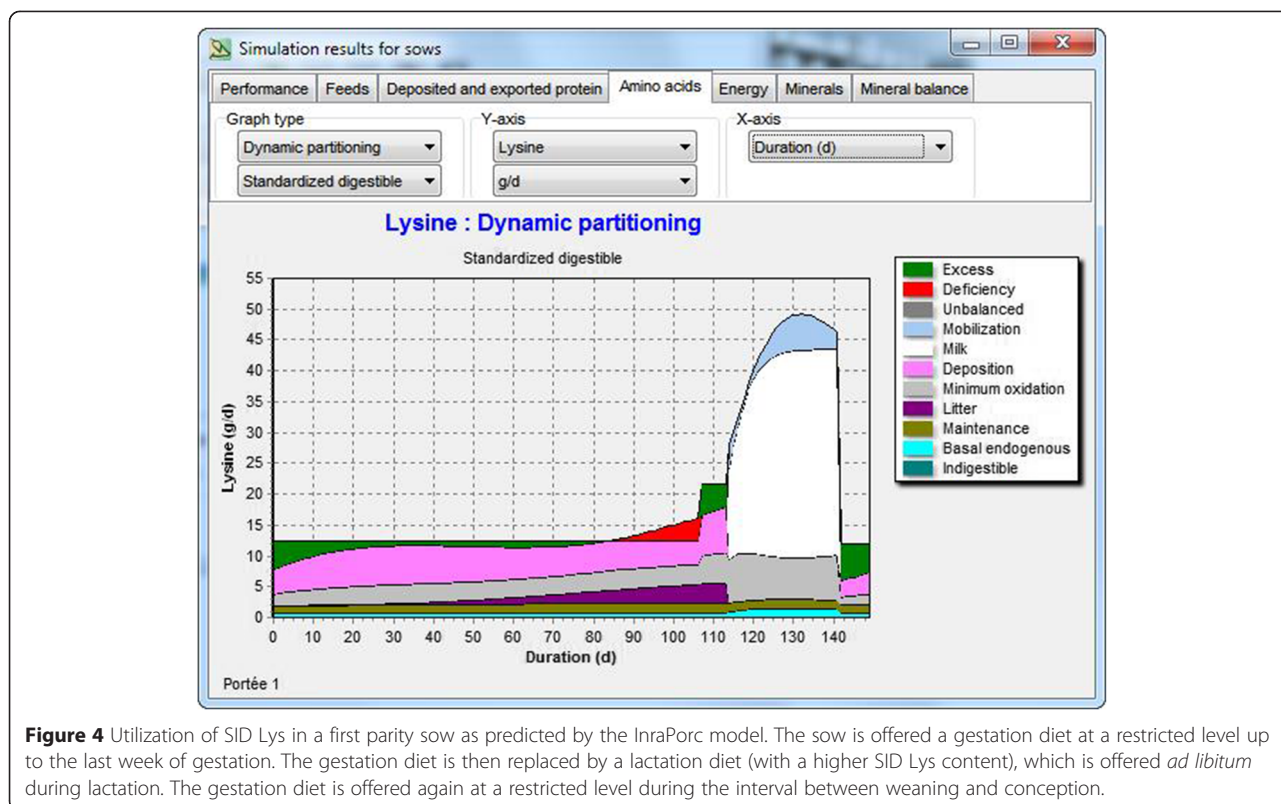 Simulation results for sows
Performance Feeds Deposited and exported protein Amino acids Energy Minerals Mineral balance
Graph type Y-axis X-axis
Dynamic partitioning Lysine Duration (d)
Standardized digestible g/d
Lysine : Dynamic partitioning
Standardized digestible
55
50
45
40
35
30
25
20
15
10
5
0
Lysine (g/d)
0 10 20 30 40 50 60 70 80 90 100 110 120 130 140
Duration (d)
Excess
Deficiency
Unbalanced
Mobilization
Milk
Deposition
Minimum oxidation
Litter
Maintenance
Basal endogenous
Indigestible
Portée 1
Figure 4 Utilization of SID Lys in a first parity sow as predicted by the InraPorc model. The sow is offered a gestation diet at a restricted level up
to the last week of gestation. The gestation diet is then replaced by a lactation diet (with a higher SID Lys content), which is offered ad libitum
during lactation. The gestation diet is offered again at a restricted level during the interval between weaning and conception.